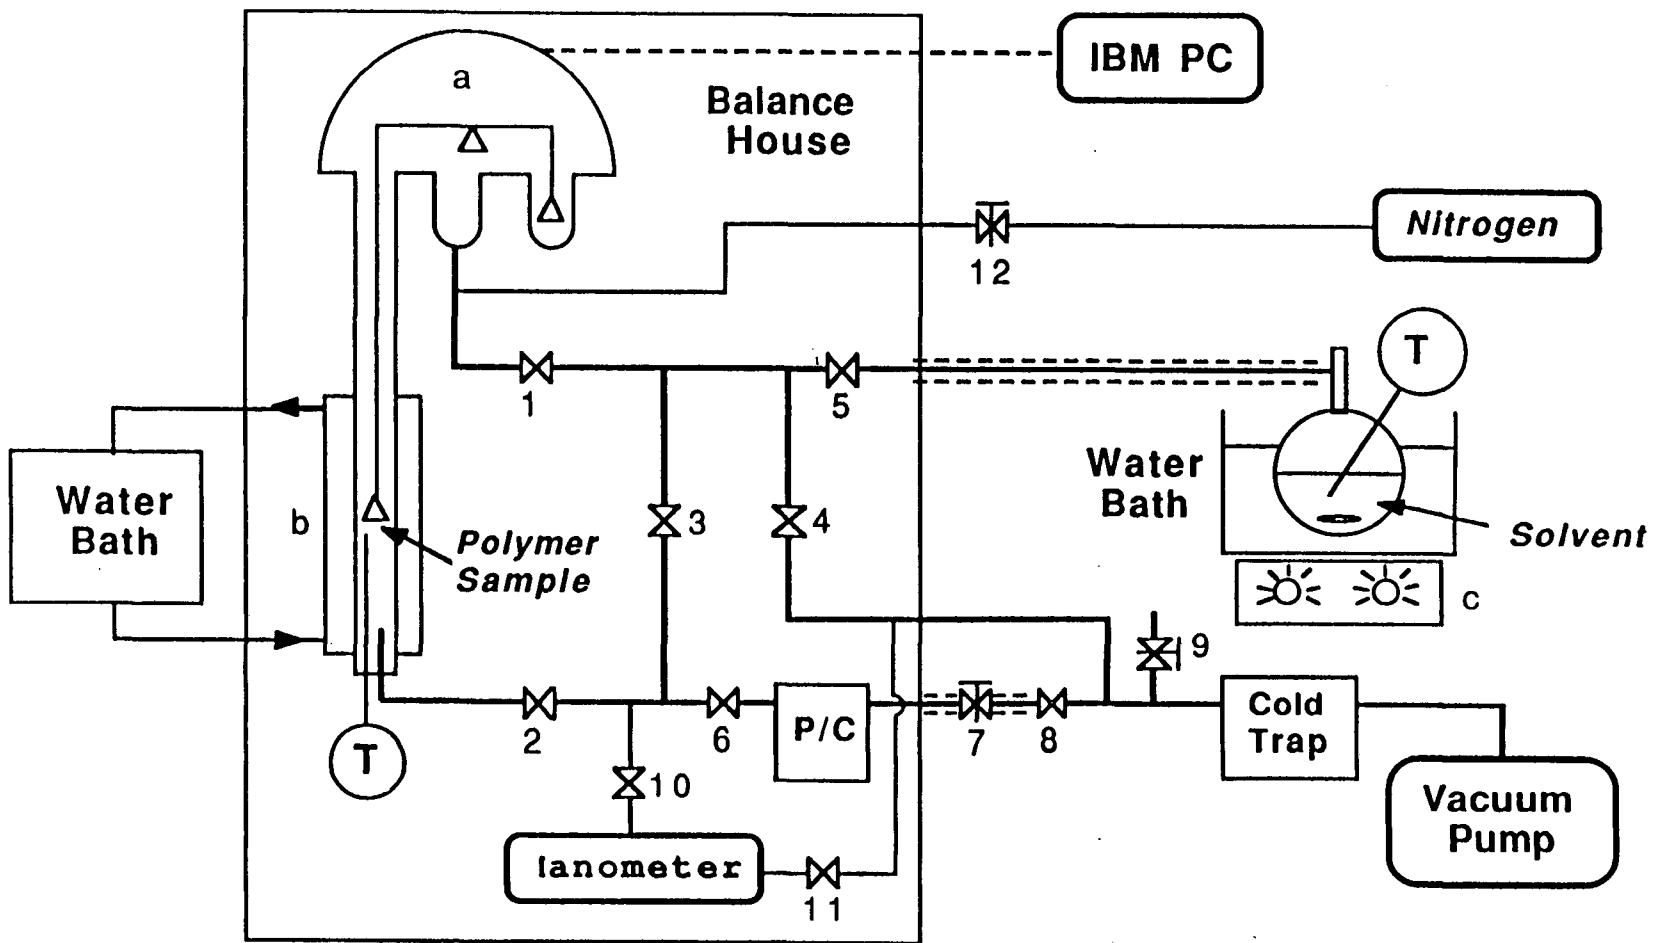 a
IBM PC
Balance
House
Nitrogen
12
T
1
5
Water
Bath
Water
Bath
b
3
4
Solvent
Polymer
Sample
c
9
2
6
P/C
7
8
Cold
Trap
T
10
Vacuum
Pump
lanometer
11